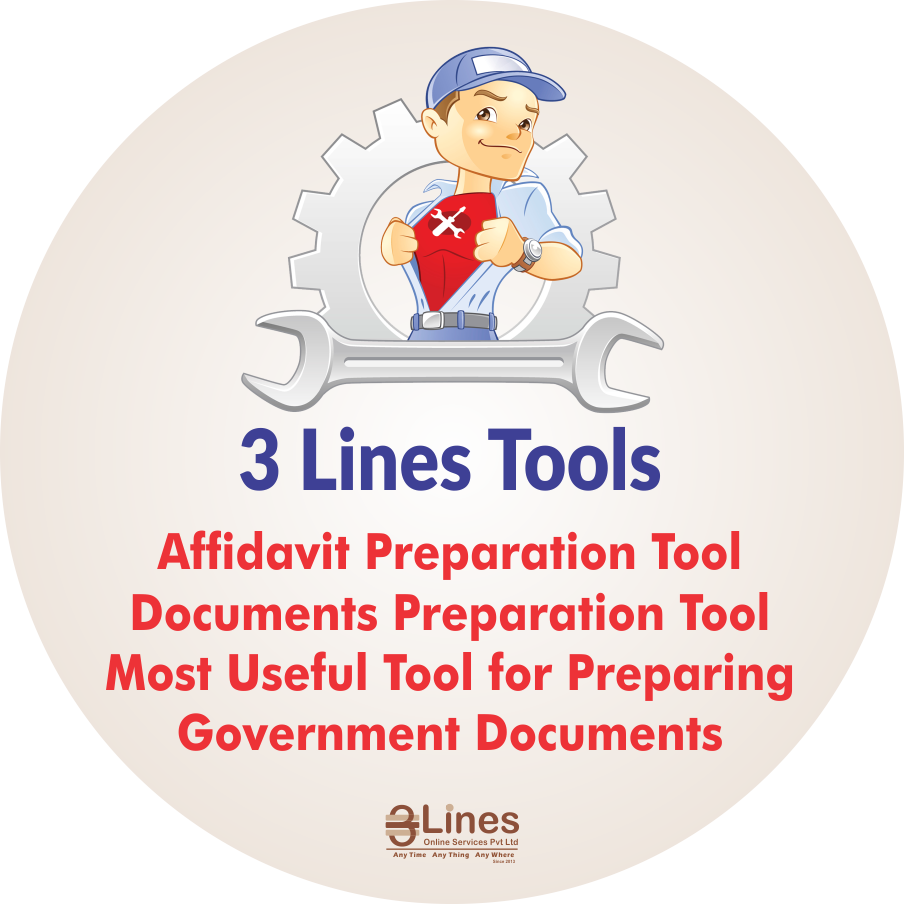 3 Lines Tools
Affidavit Preparation Tool
Documents Preparation Tool
Most Useful Tool for Preparing
Government Documents
3Lines
Online Services Pvt Ltd
Any Time Any Thing Any Where
Since 2013